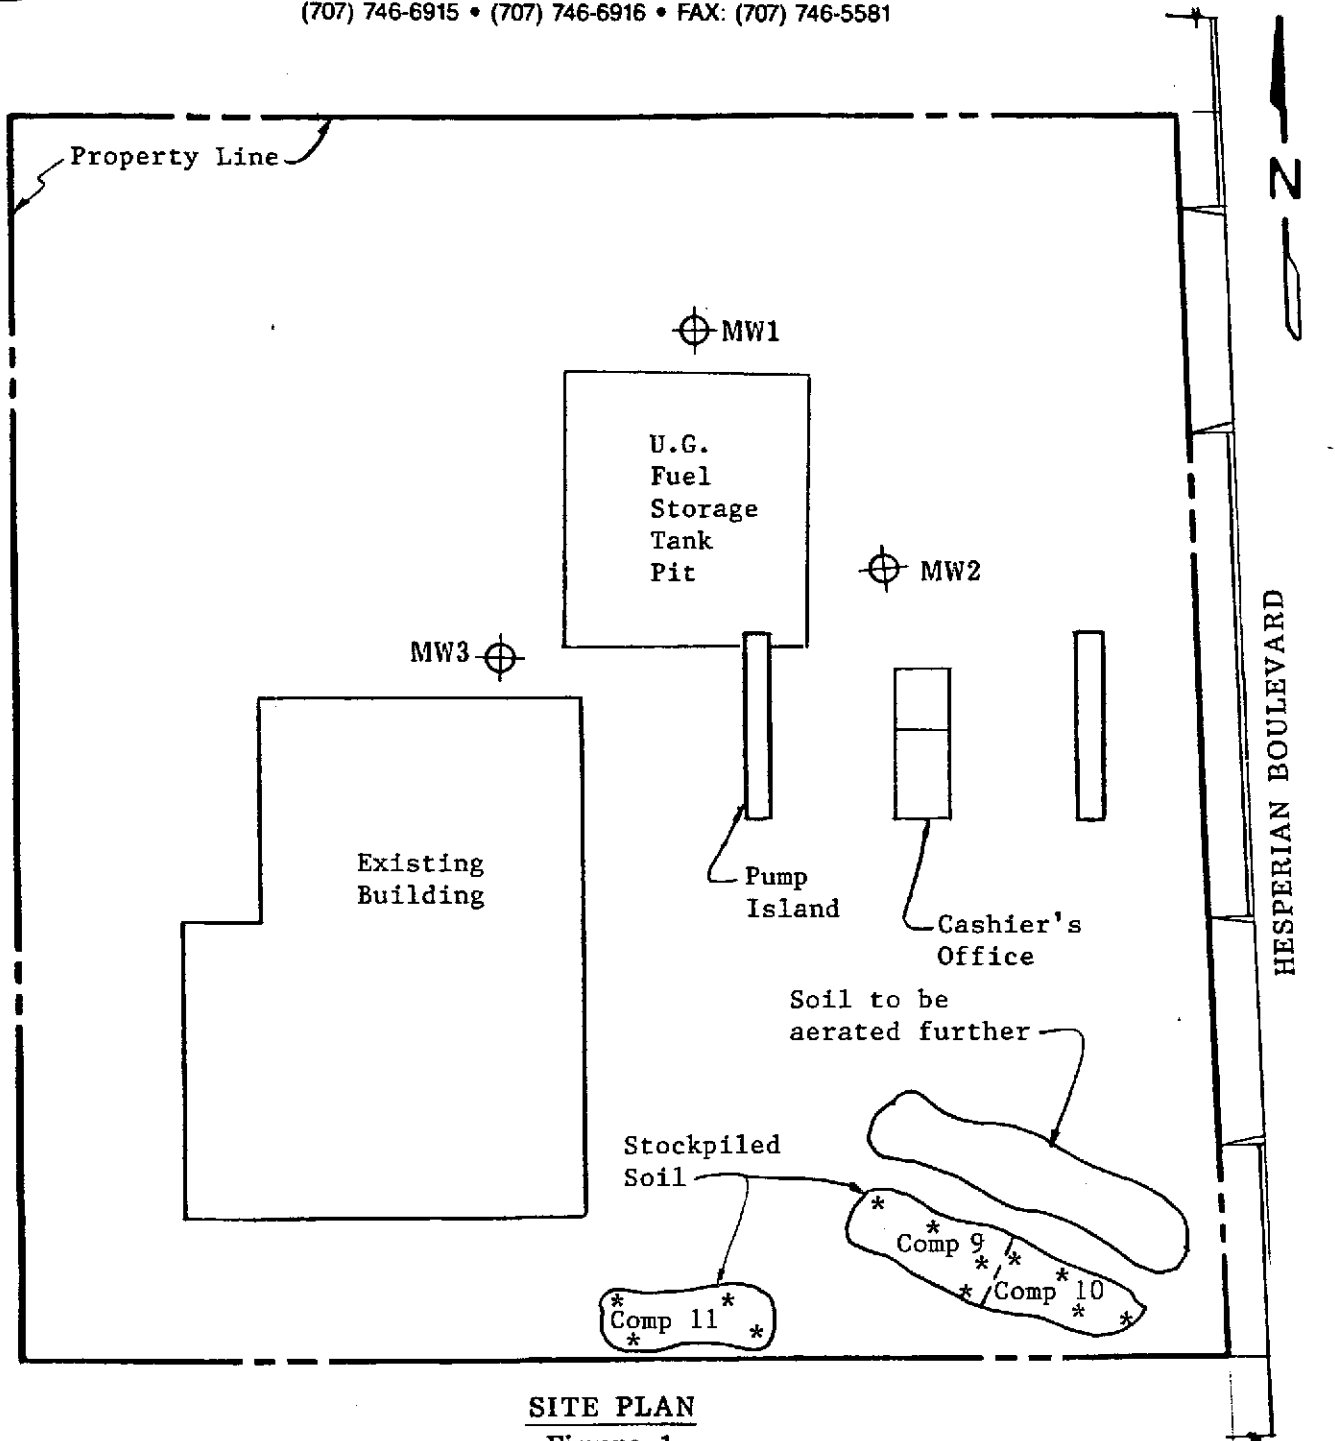 (707) 746-6915 • (707) 746-6916 • FAX: (707) 746-5581
Property Line
N
MW1
U.G.
Fuel
Storage
Tank
Pit
MW2
MW3
HESPERIAN BOULEVARD
Existing
Building
Pump
Island
Cashier's
Office
Soil to be
aerated further
Stockpiled
Soil
* * * *
Comp 9
* * * *
Comp 10
* * * *
Comp 11
SITE PLAN
Figure 1